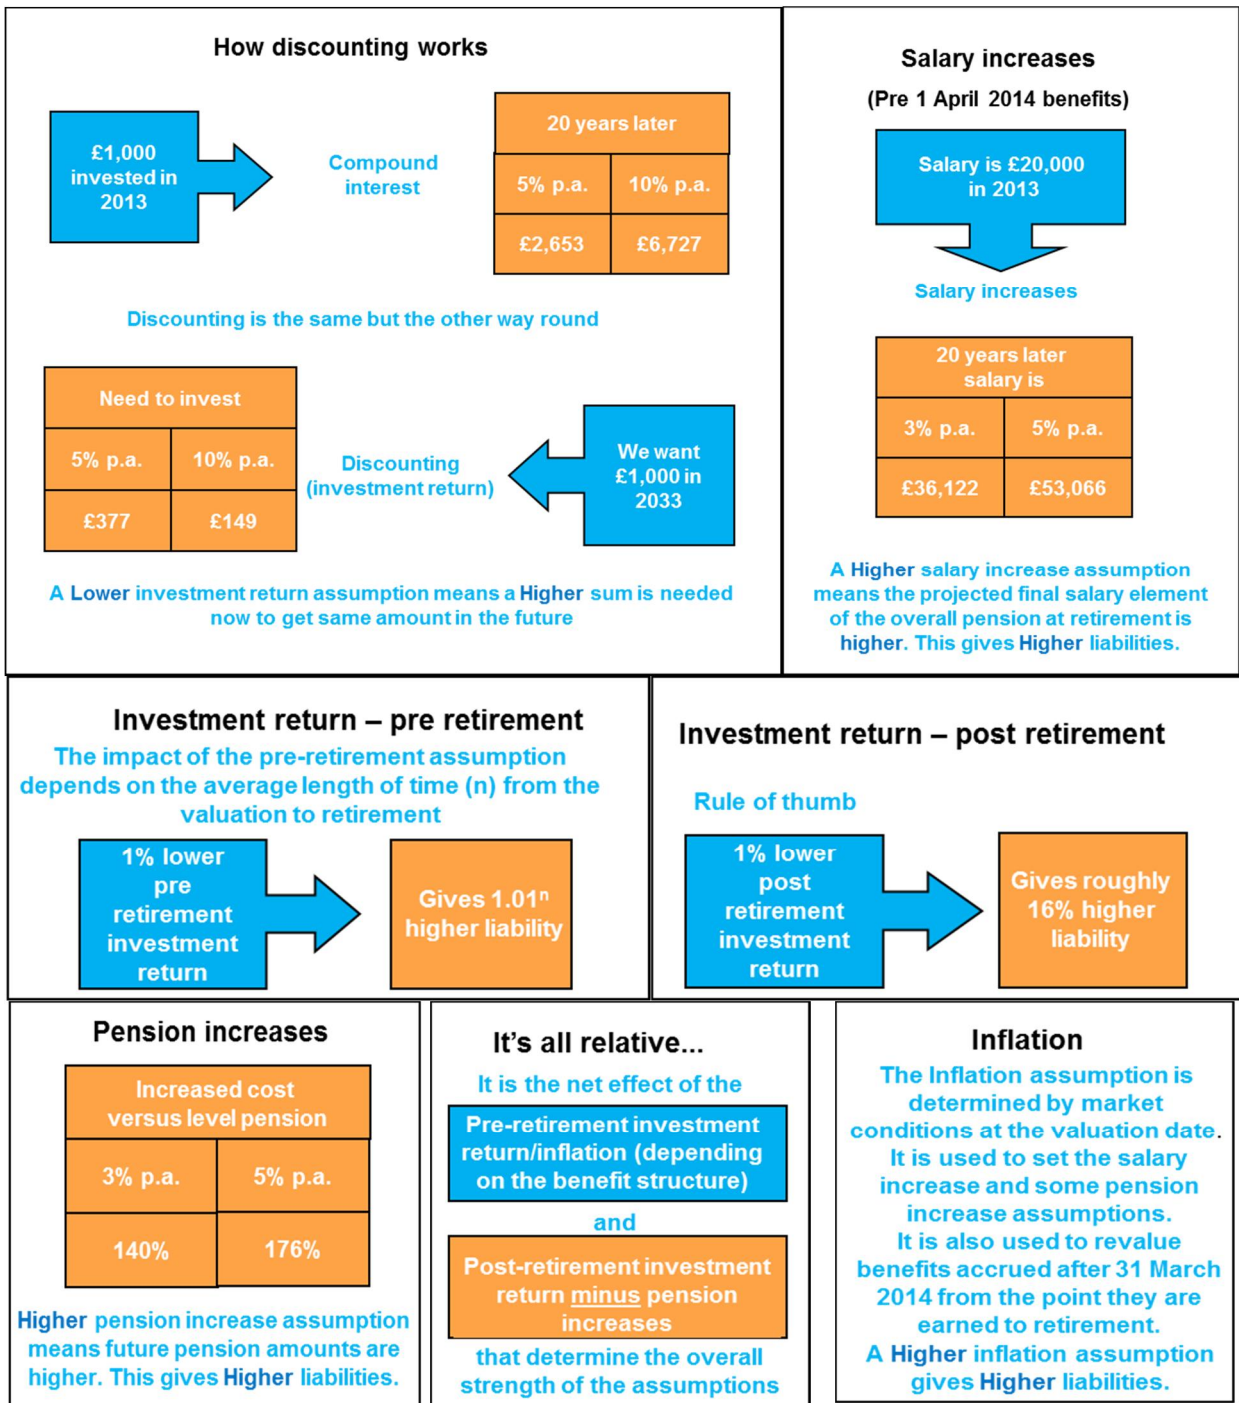 How discounting works
£1,000
invested in
2013
Compound
interest
20 years later
5% p.a.
10% p.a.
£2,653
£6,727
Discounting is the same but the other way round
Need to invest
5% p.a.
10% p.a.
£377
£149
Discounting
(investment return)
We want
£1,000 in
2033
A Lower investment return assumption means a Higher sum is needed
now to get same amount in the future
Salary increases
(Pre 1 April 2014 benefits)
Salary is £20,000
in 2013
Salary increases
20 years later
salary is
3% p.a.
5% p.a.
£36,122
£53,066
A Higher salary increase assumption
means the projected final salary element
of the overall pension at retirement is
higher. This gives Higher liabilities.
Investment return – pre retirement
The impact of the pre-retirement assumption
depends on the average length of time (n) from the
valuation to retirement
1% lower
pre
retirement
investment
return
Gives 1.01ⁿ
higher liability
Investment return – post retirement
Rule of thumb
1% lower
post
retirement
investment
return
Gives roughly
16% higher
liability
Pension increases
Increased cost
versus level pension
3% p.a.
5% p.a.
140%
176%
Higher pension increase assumption
means future pension amounts are
higher. This gives Higher liabilities.
It's all relative...
It is the net effect of the
Pre-retirement investment
return/inflation (depending
on the benefit structure)
and
Post-retirement investment
return minus pension
increases
that determine the overall
strength of the assumptions
Inflation
The Inflation assumption is
determined by market
conditions at the valuation date.
It is used to set the salary
increase and some pension
increase assumptions.
It is also used to revalue
benefits accrued after 31 March
2014 from the point they are
earned to retirement.
A Higher inflation assumption
gives Higher liabilities.